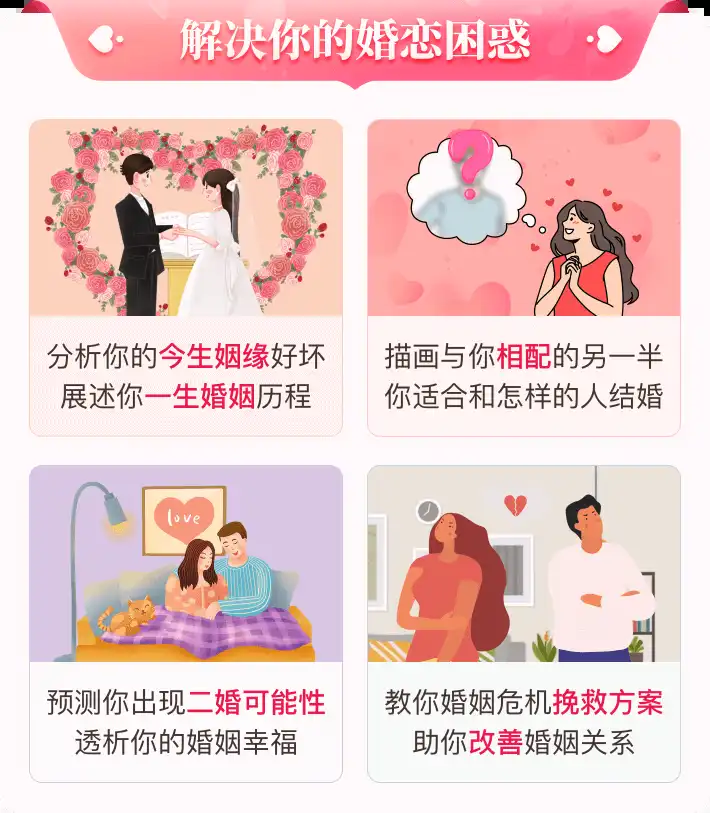 解决你的婚恋困惑
分析你的今生姻缘好坏
展述你一生婚姻历程
描画与你相配的另一半
你适合和怎样的人结婚
love
预测你出现二婚可能性
透析你的婚姻幸福
教你婚姻危机挽救方案
助你改善婚姻关系